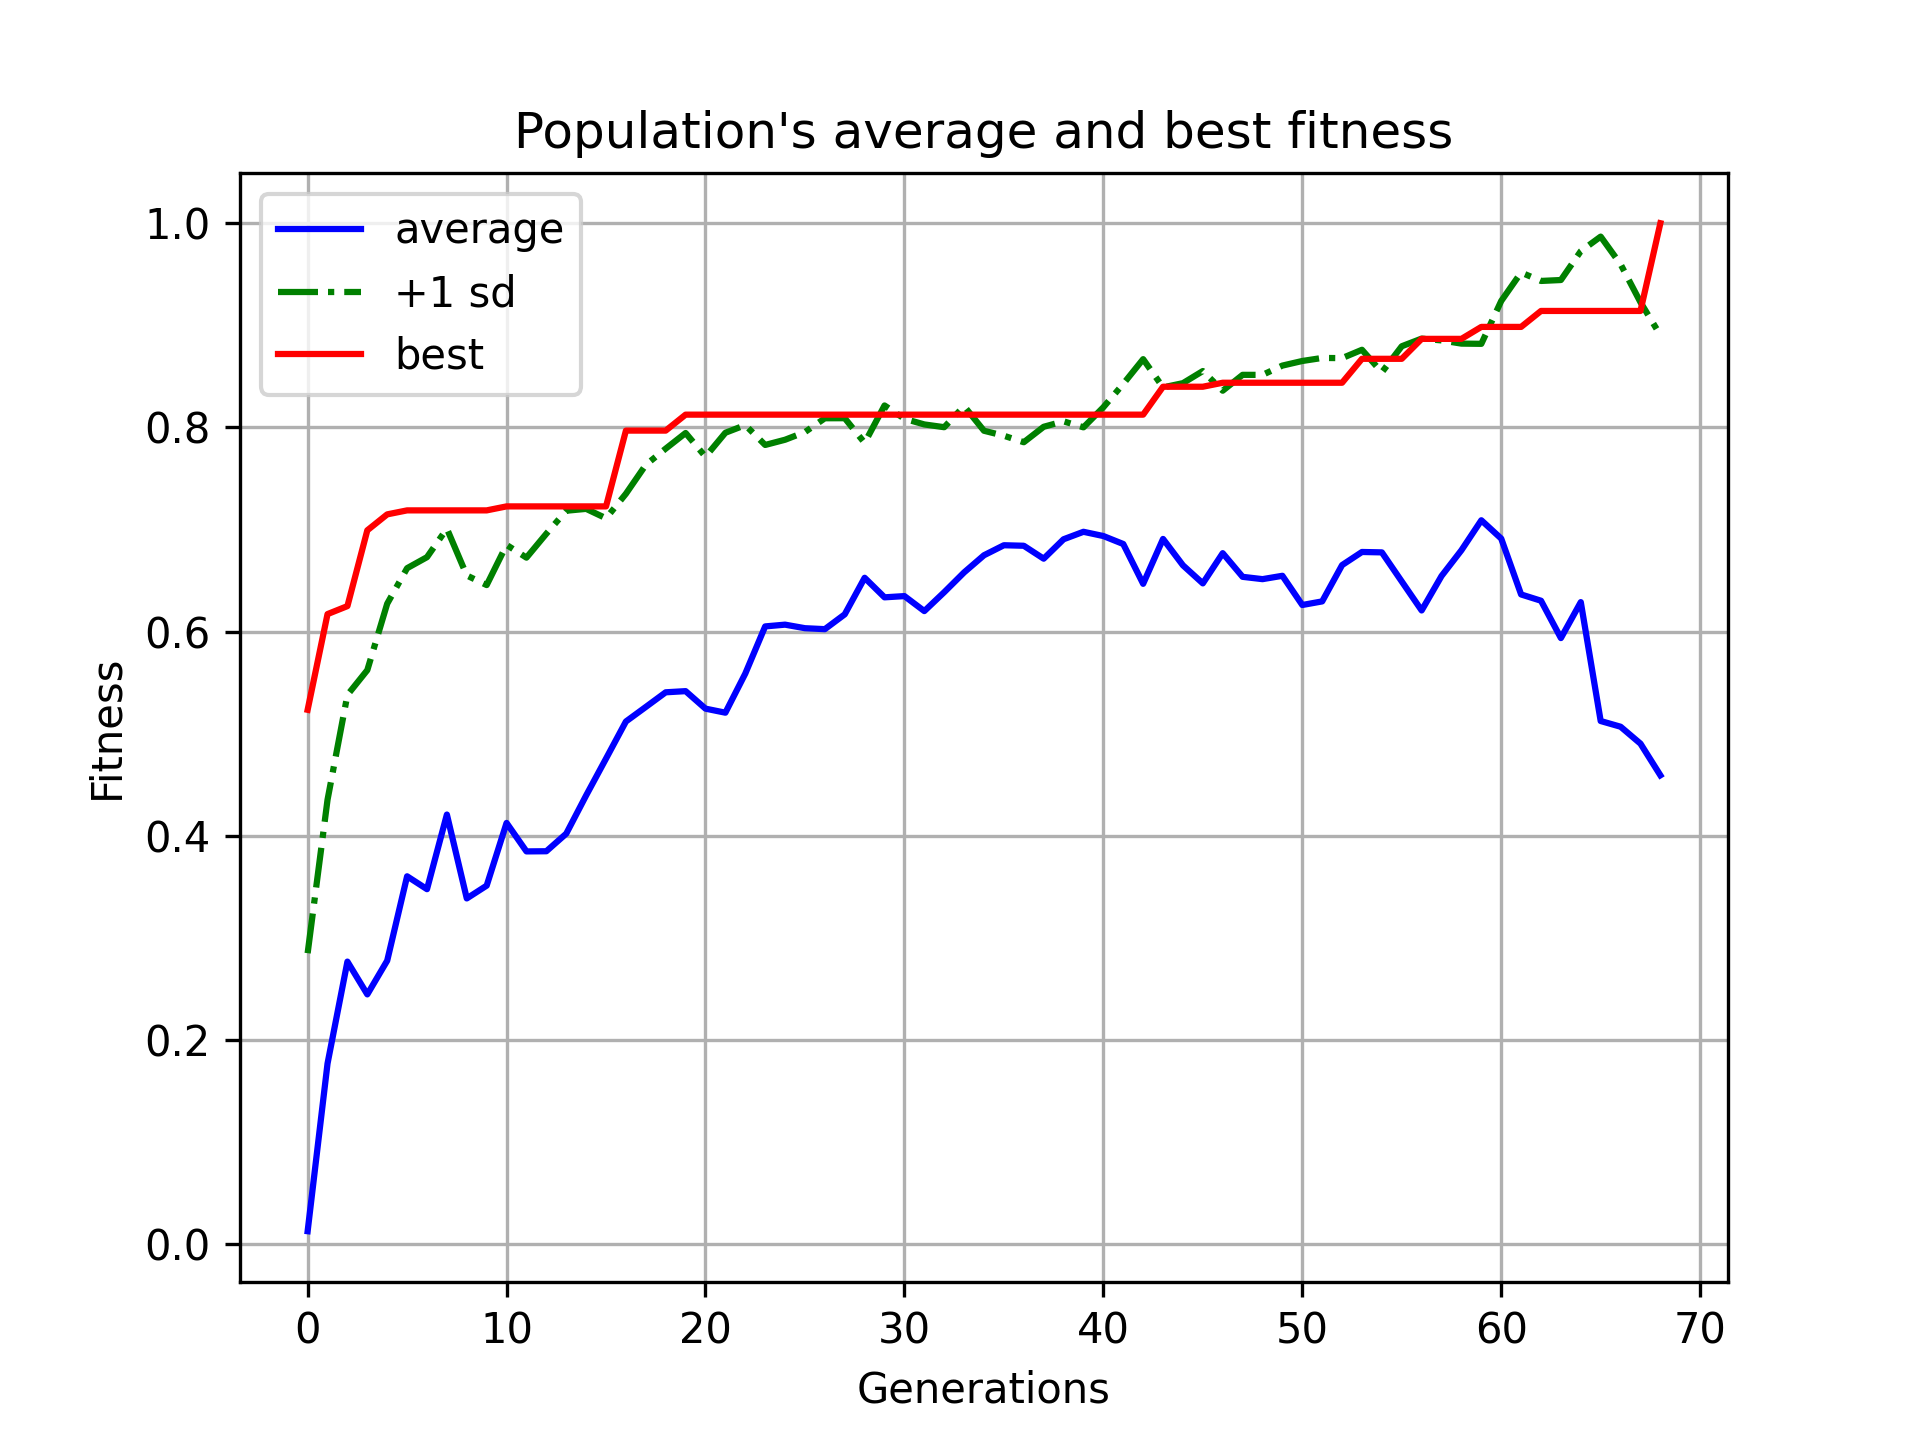 Population's average and best fitness
average
+1 sd
best
1.0
0.8
0.6
0.4
0.2
0.0
Fitness
0 10 20 30 40 50 60 70
Generations